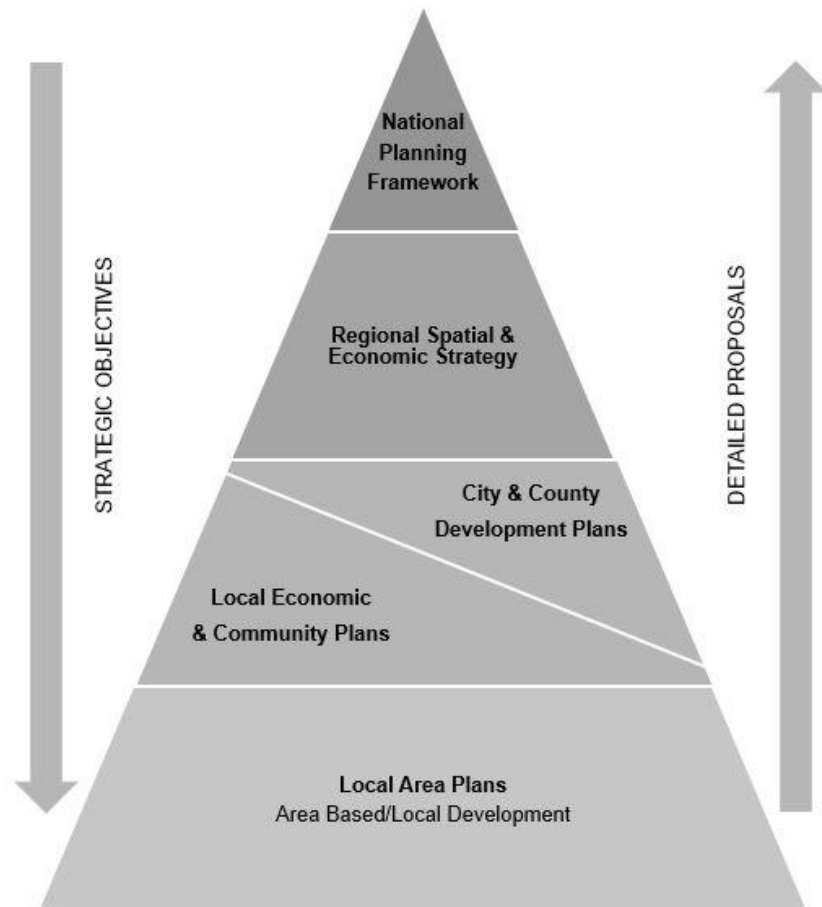 National
Planning
Framework
STRATEGIC OBJECTIVES
DETAILED PROPOSALS
Regional Spatial &
Economic Strategy
City & County
Development Plans
Local Economic
& Community Plans
Local Area Plans
Area Based/Local Development